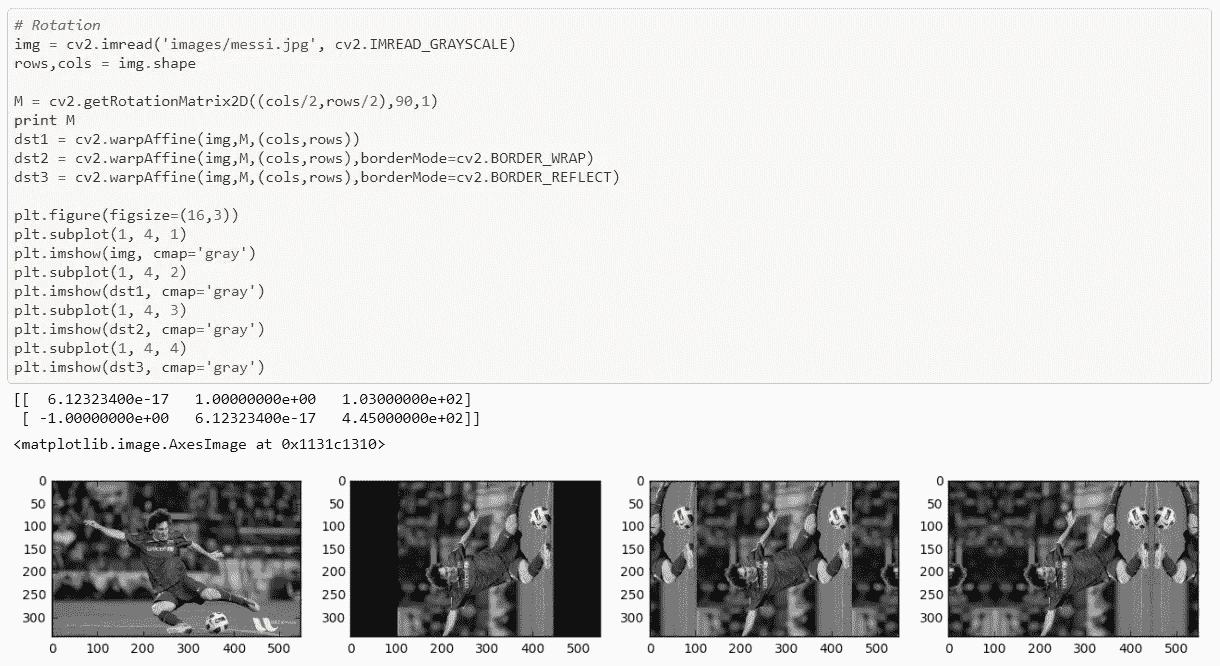 # Rotation
img = cv2.imread('images/messi.jpg', cv2.IMREAD_GRAYSCALE)
rows,cols = img.shape
M = cv2.getRotationMatrix2D((cols/2,rows/2),90,1)
print M
dst1 = cv2.warpAffine(img,M,(cols,rows))
dst2 = cv2.warpAffine(img,M,(cols,rows),borderMode=cv2.BORDER_WRAP)
dst3 = cv2.warpAffine(img,M,(cols,rows),borderMode=cv2.BORDER_REFLECT)
plt.figure(figsize=(16,3))
plt.subplot(1, 4, 1)
plt.imshow(img, cmap='gray')
plt.subplot(1, 4, 2)
plt.imshow(dst1, cmap='gray')
plt.subplot(1, 4, 3)
plt.imshow(dst2, cmap='gray')
plt.subplot(1, 4, 4)
plt.imshow(dst3, cmap='gray')
[[  6.12323400e-17   1.00000000e+00   1.03000000e+02]
 [ -1.00000000e+00   6.12323400e-17   4.45000000e+02]]
<matplotlib.image.AxesImage at 0x1131c1310>
0
50
100
150
200
250
300
0 100 200 300 400 500
unicef
0
50
100
150
200
250
300
0 100 200 300 400 500
0
50
100
150
200
250
300
0 100 200 300 400 500
0
50
100
150
200
250
300
0 100 200 300 400 500